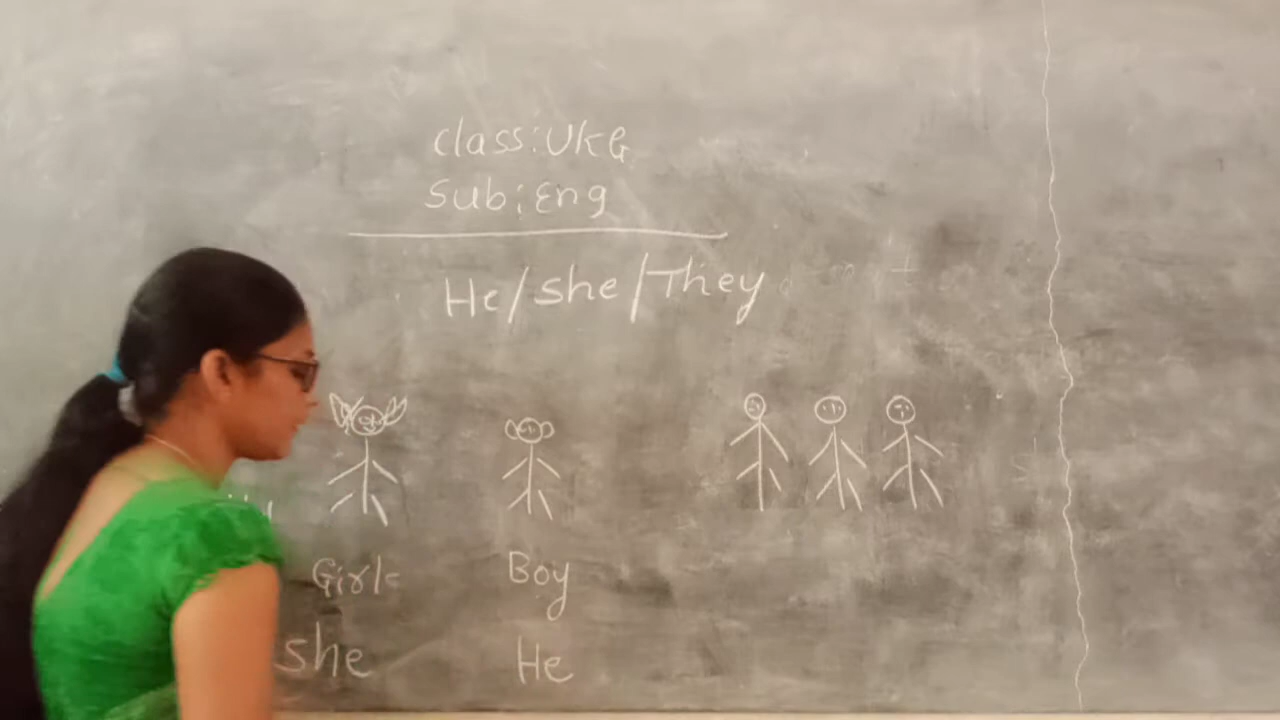 class: UKG
Sub: Eng
He/She/They
Girl
Boy
She
He